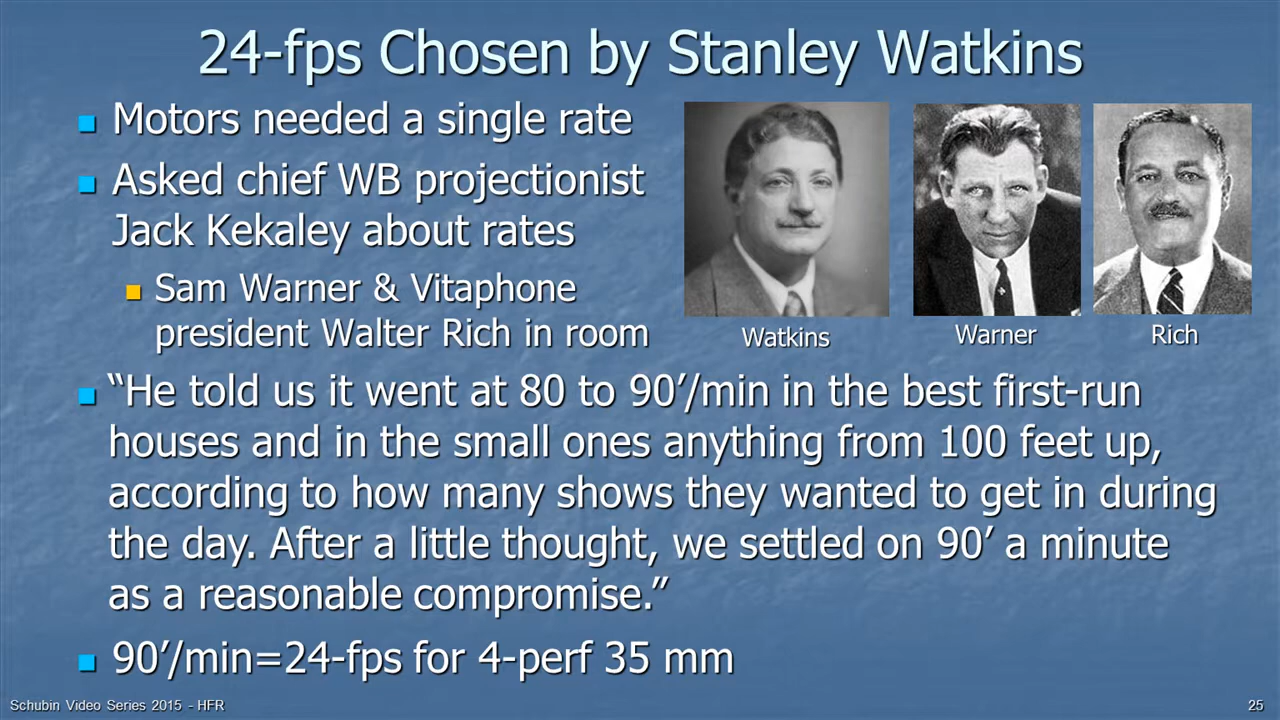 24-fps Chosen by Stanley Watkins
Motors needed a single rate
Asked chief WB projectionist
Jack Kekaley about rates
Sam Warner & Vitaphone
president Walter Rich in room
Watkins
Warner
Rich
“He told us it went at 80 to 90’/min in the best first-run
houses and in the small ones anything from 100 feet up,
according to how many shows they wanted to get in during
the day. After a little thought, we settled on 90’ a minute
as a reasonable compromise.”
90’/min=24-fps for 4-perf 35 mm
Schubin Video Series 2015 - HFR
25